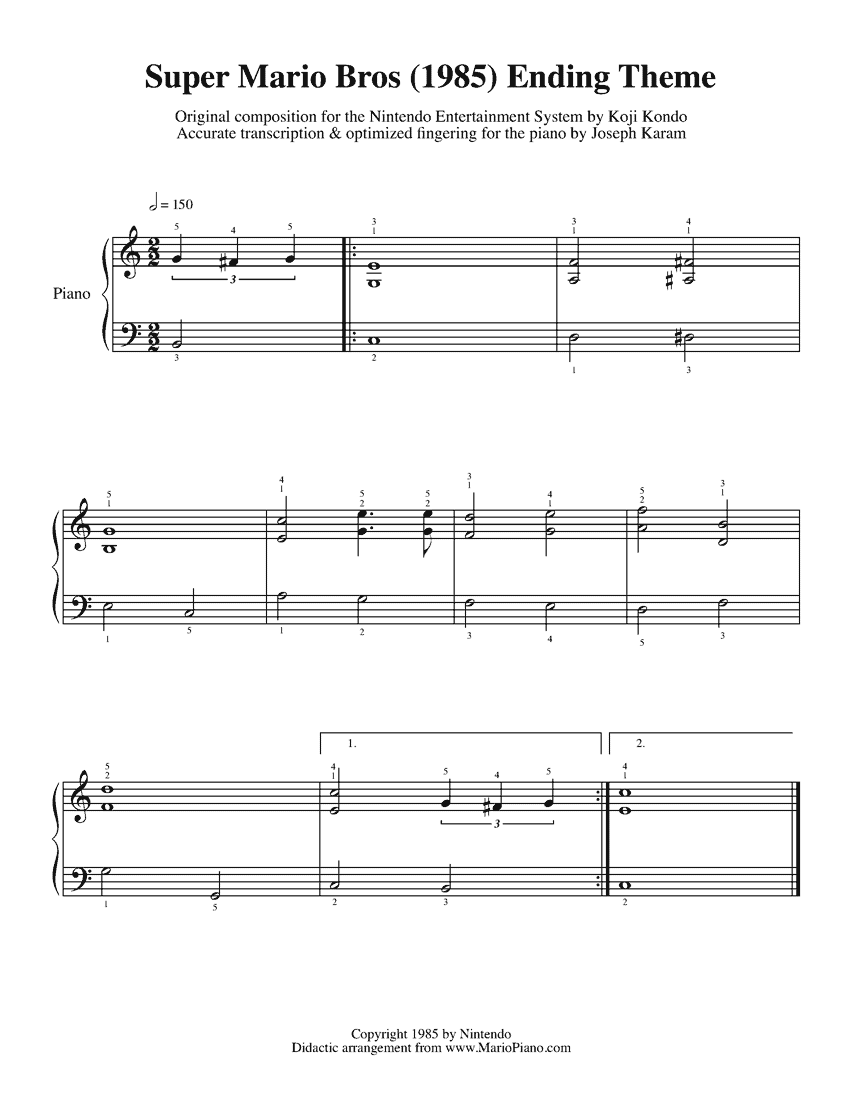 Super Mario Bros (1985) Ending Theme
Original composition for the Nintendo Entertainment System by Koji Kondo
Accurate transcription & optimized fingering for the piano by Joseph Karam
𝅗𝅥 = 150
5 4 5 3 1 3 1 4 1
2 2
3
Piano
2 2
3 2 1 3
5 1 4 1 5 2 5 2 3 1 4 1 5 2 3 1
1 5 1 2 3 4 5 3
1. 2.
5 2 4 1 5 4 5 4 1
3
1 5 2 3 2
Copyright 1985 by Nintendo
Didactic arrangement from www.MarioPiano.com